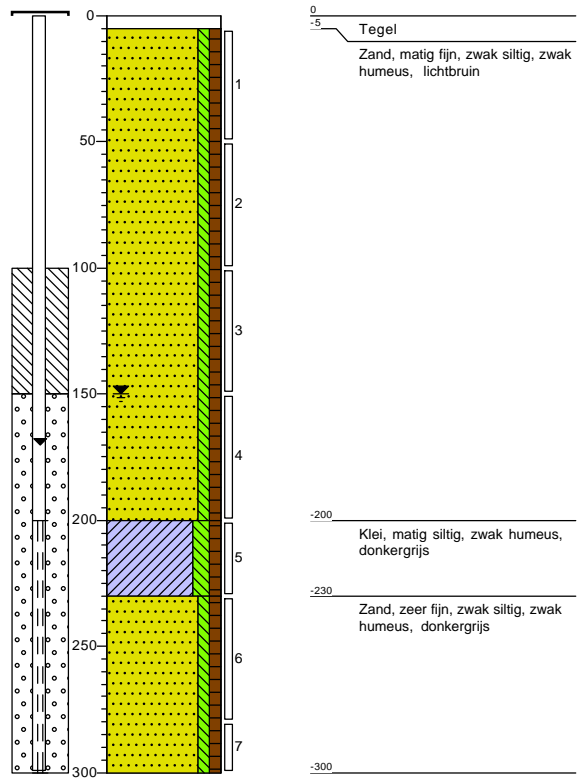 0
50
100
150
200
250
300
1
2
3
4
5
6
7
0
-5
Tegel
Zand, matig fijn, zwak siltig, zwak
humeus, lichtbruin
-200
Klei, matig siltig, zwak humeus,
donkergrijs
-230
Zand, zeer fijn, zwak siltig, zwak
humeus, donkergrijs
-300